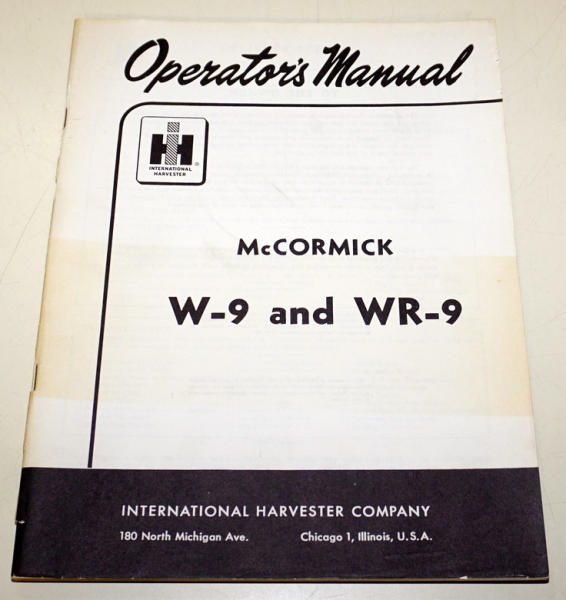 Operator's Manual
IH
®
INTERNATIONAL
HARVESTER
McCORMICK
W-9 and WR-9
INTERNATIONAL HARVESTER COMPANY
180 North Michigan Ave. Chicago 1, Illinois, U.S.A.